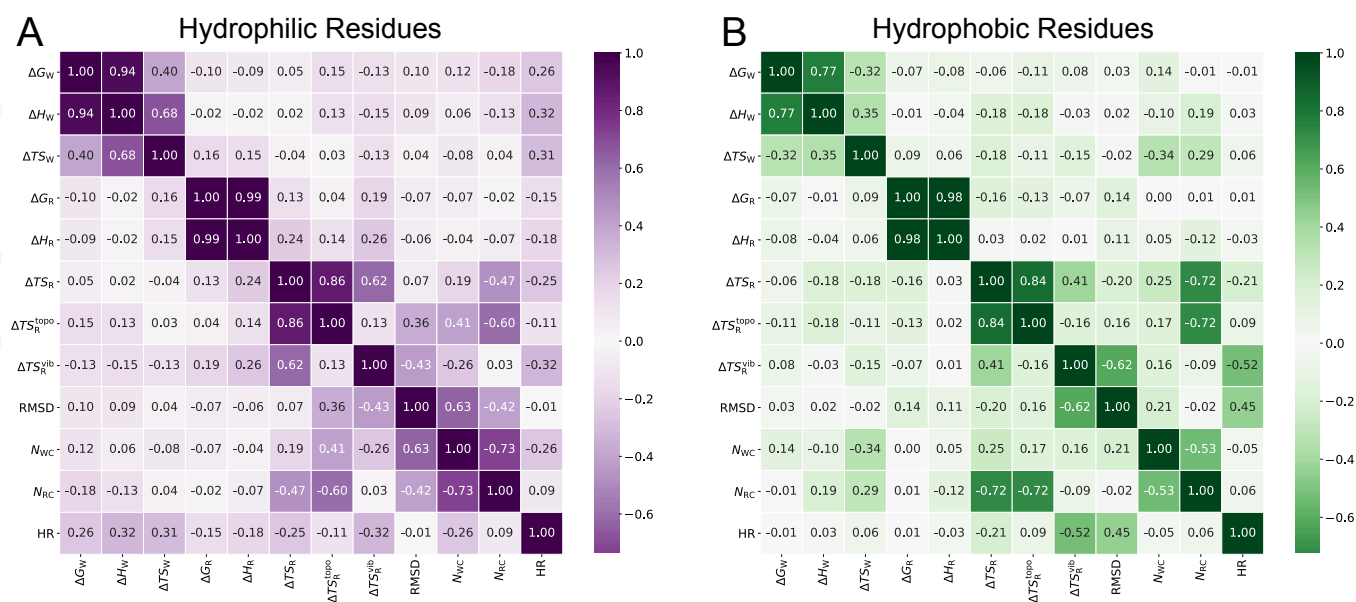 A
Hydrophilic Residues
ΔG_W 1.00 0.94 0.40 -0.10 -0.09 0.05 0.15 -0.13 0.10 0.12 -0.18 0.26
ΔH_W 0.94 1.00 0.68 -0.02 -0.02 0.02 0.13 -0.15 0.09 0.06 -0.13 0.32
ΔTS_W 0.40 0.68 1.00 0.16 0.15 -0.04 0.03 -0.13 0.04 -0.08 0.04 0.31
ΔG_R -0.10 -0.02 0.16 1.00 0.99 0.13 0.04 0.19 -0.07 -0.07 -0.02 -0.15
ΔH_R -0.09 -0.02 0.15 0.99 1.00 0.24 0.14 0.26 -0.06 -0.04 -0.07 -0.18
ΔTS_R 0.05 0.02 -0.04 0.13 0.24 1.00 0.86 0.62 0.07 0.19 -0.47 -0.25
ΔTS_R^topo 0.15 0.13 0.03 0.04 0.14 0.86 1.00 0.13 0.36 0.41 -0.60 -0.11
ΔTS_R^vib -0.13 -0.15 -0.13 0.19 0.26 0.62 0.13 1.00 -0.43 -0.26 0.03 -0.32
RMSD 0.10 0.09 0.04 -0.07 -0.06 0.07 0.36 -0.43 1.00 0.63 -0.42 -0.01
N_WC 0.12 0.06 -0.08 -0.07 -0.04 0.19 0.41 -0.26 0.63 1.00 -0.73 -0.26
N_RC -0.18 -0.13 0.04 -0.02 -0.07 -0.47 -0.60 0.03 -0.42 -0.73 1.00 0.09
HR 0.26 0.32 0.31 -0.15 -0.18 -0.25 -0.11 -0.32 -0.01 -0.26 0.09 1.00
ΔG_W ΔH_W ΔTS_W ΔG_R ΔH_R ΔTS_R ΔTS_R^topo ΔTS_R^vib RMSD N_WC N_RC HR
1.0
0.8
0.6
0.4
0.2
0.0
−0.2
−0.4
−0.6
B
Hydrophobic Residues
ΔG_W 1.00 0.77 -0.32 -0.07 -0.08 -0.06 -0.11 0.08 0.03 0.14 -0.01 -0.01
ΔH_W 0.77 1.00 0.35 -0.01 -0.04 -0.18 -0.18 -0.03 0.02 -0.10 0.19 0.03
ΔTS_W -0.32 0.35 1.00 0.09 0.06 -0.18 -0.11 -0.15 -0.02 -0.34 0.29 0.06
ΔG_R -0.07 -0.01 0.09 1.00 0.98 -0.16 -0.13 -0.07 0.14 0.00 0.01 0.01
ΔH_R -0.08 -0.04 0.06 0.98 1.00 0.03 0.02 0.01 0.11 0.05 -0.12 -0.03
ΔTS_R -0.06 -0.18 -0.18 -0.16 0.03 1.00 0.84 0.41 -0.20 0.25 -0.72 -0.21
ΔTS_R^topo -0.11 -0.18 -0.11 -0.13 0.02 0.84 1.00 -0.16 0.16 0.17 -0.72 0.09
ΔTS_R^vib 0.08 -0.03 -0.15 -0.07 0.01 0.41 -0.16 1.00 -0.62 0.16 -0.09 -0.52
RMSD 0.03 0.02 -0.02 0.14 0.11 -0.20 0.16 -0.62 1.00 0.21 -0.02 0.45
N_WC 0.14 -0.10 -0.34 0.00 0.05 0.25 0.17 0.16 0.21 1.00 -0.53 -0.05
N_RC -0.01 0.19 0.29 0.01 -0.12 -0.72 -0.72 -0.09 -0.02 -0.53 1.00 0.06
HR -0.01 0.03 0.06 0.01 -0.03 -0.21 0.09 -0.52 0.45 -0.05 0.06 1.00
ΔG_W ΔH_W ΔTS_W ΔG_R ΔH_R ΔTS_R ΔTS_R^topo ΔTS_R^vib RMSD N_WC N_RC HR
1.0
0.8
0.6
0.4
0.2
0.0
−0.2
−0.4
−0.6